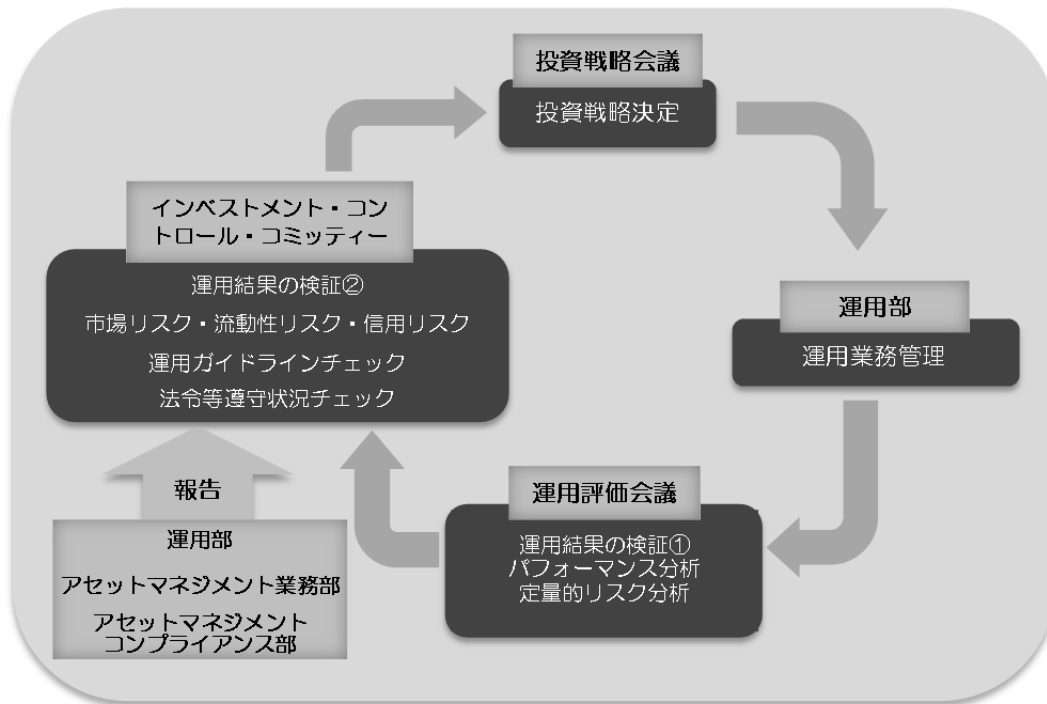 投資戦略会議
投資戦略決定
インベストメント・コン
トロール・コミッティー
運用結果の検証②
市場リスク・流動性リスク・信用リスク
運用ガイドラインチェック
法令等遵守状況チェック
運用部
運用業務管理
運用評価会議
運用結果の検証①
パフォーマンス分析
定量的リスク分析
報告
運用部
アセットマネジメント業務部
アセットマネジメント
コンプライアンス部